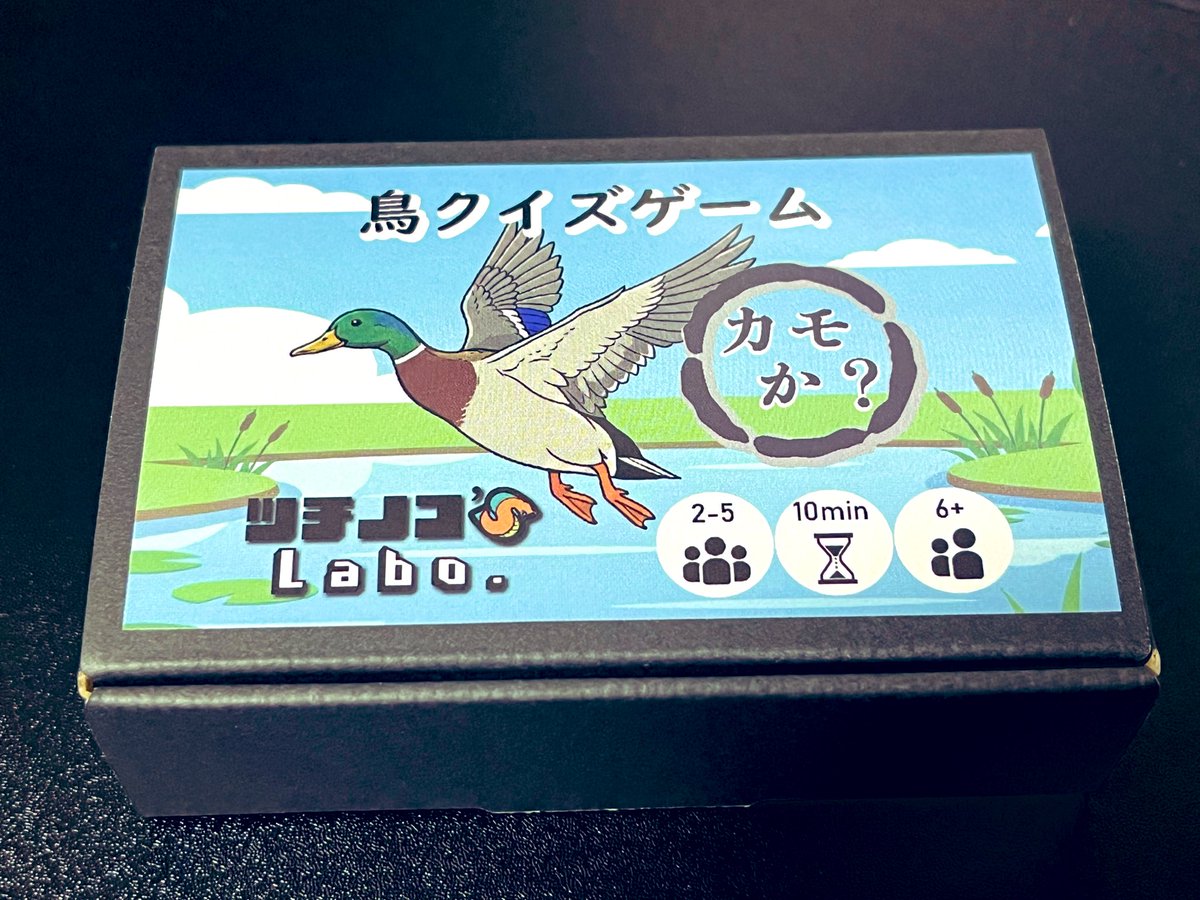 鳥クイズゲーム
カモ
か?
ツチノコ'S
Labo.
2-5
10min
6+